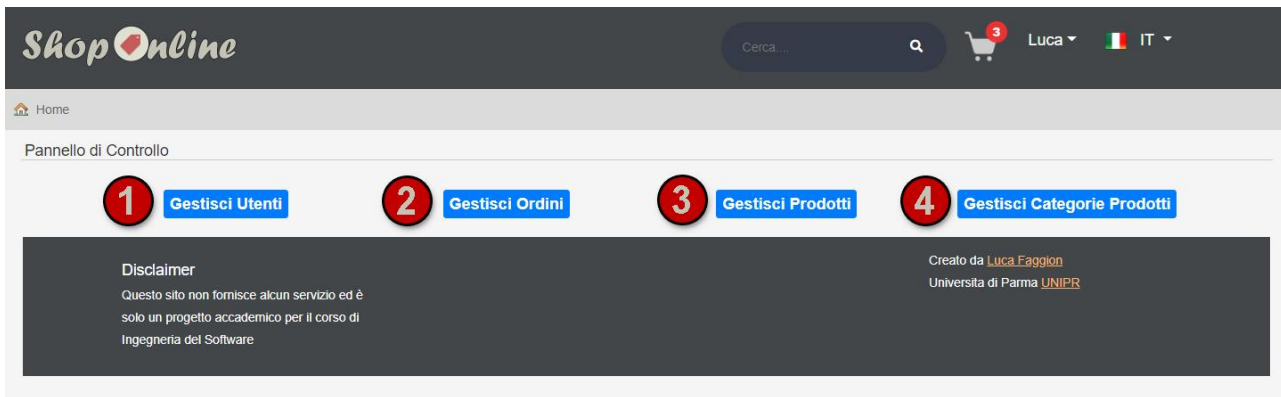 Shop Online
Cerca....
3
Luca
IT
Home
Pannello di Controllo
1 Gestisci Utenti
2 Gestisci Ordini
3 Gestisci Prodotti
4 Gestisci Categorie Prodotti
Disclaimer
Questo sito non fornisce alcun servizio ed è
solo un progetto accademico per il corso di
Ingegneria del Software
Creato da Luca Faggion
Universita di Parma UNIPR